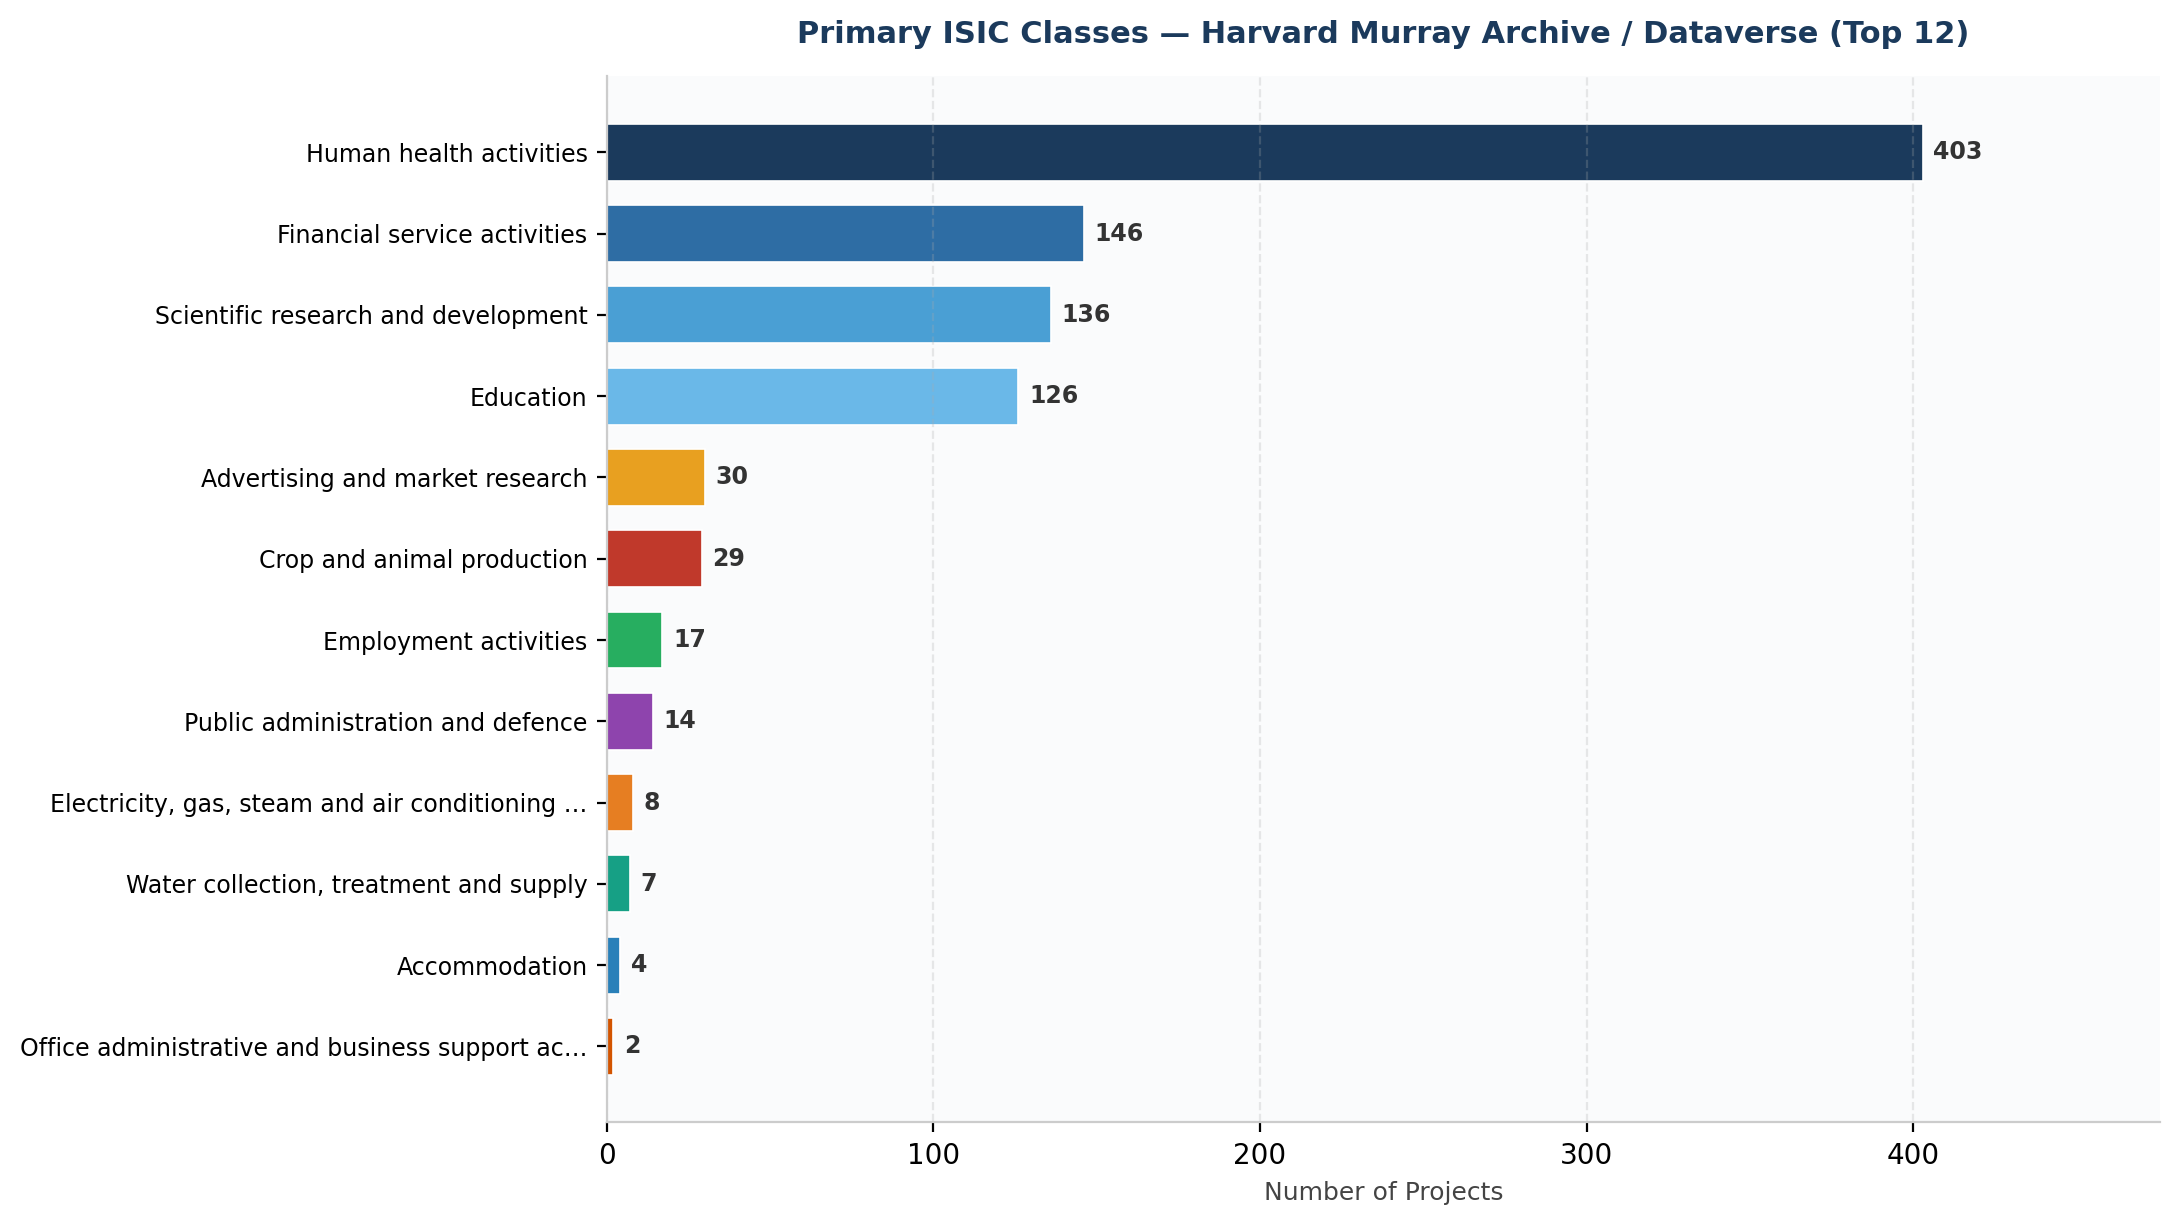 Primary ISIC Classes — Harvard Murray Archive / Dataverse (Top 12)
Human health activities 403
Financial service activities 146
Scientific research and development 136
Education 126
Advertising and market research 30
Crop and animal production 29
Employment activities 17
Public administration and defence 14
Electricity, gas, steam and air conditioning … 8
Water collection, treatment and supply 7
Accommodation 4
Office administrative and business support ac… 2
0 100 200 300 400
Number of Projects